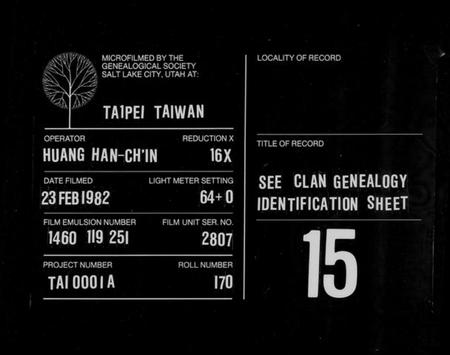 MICROFILMED BY THE
GENEALOGICAL SOCIETY
SALT LAKE CITY, UTAH AT:
TAIPEI TAIWAN
OPERATOR REDUCTION X
HUANG HAN-CH'IN 16X
DATE FILMED LIGHT METER SETTING
23 FEB 1982 64+0
FILM EMULSION NUMBER FILM UNIT SER. NO.
1460 119 251 2807
PROJECT NUMBER ROLL NUMBER
TAI 0001A 170
LOCALITY OF RECORD
TITLE OF RECORD
SEE CLAN GENEALOGY
IDENTIFICATION SHEET
15